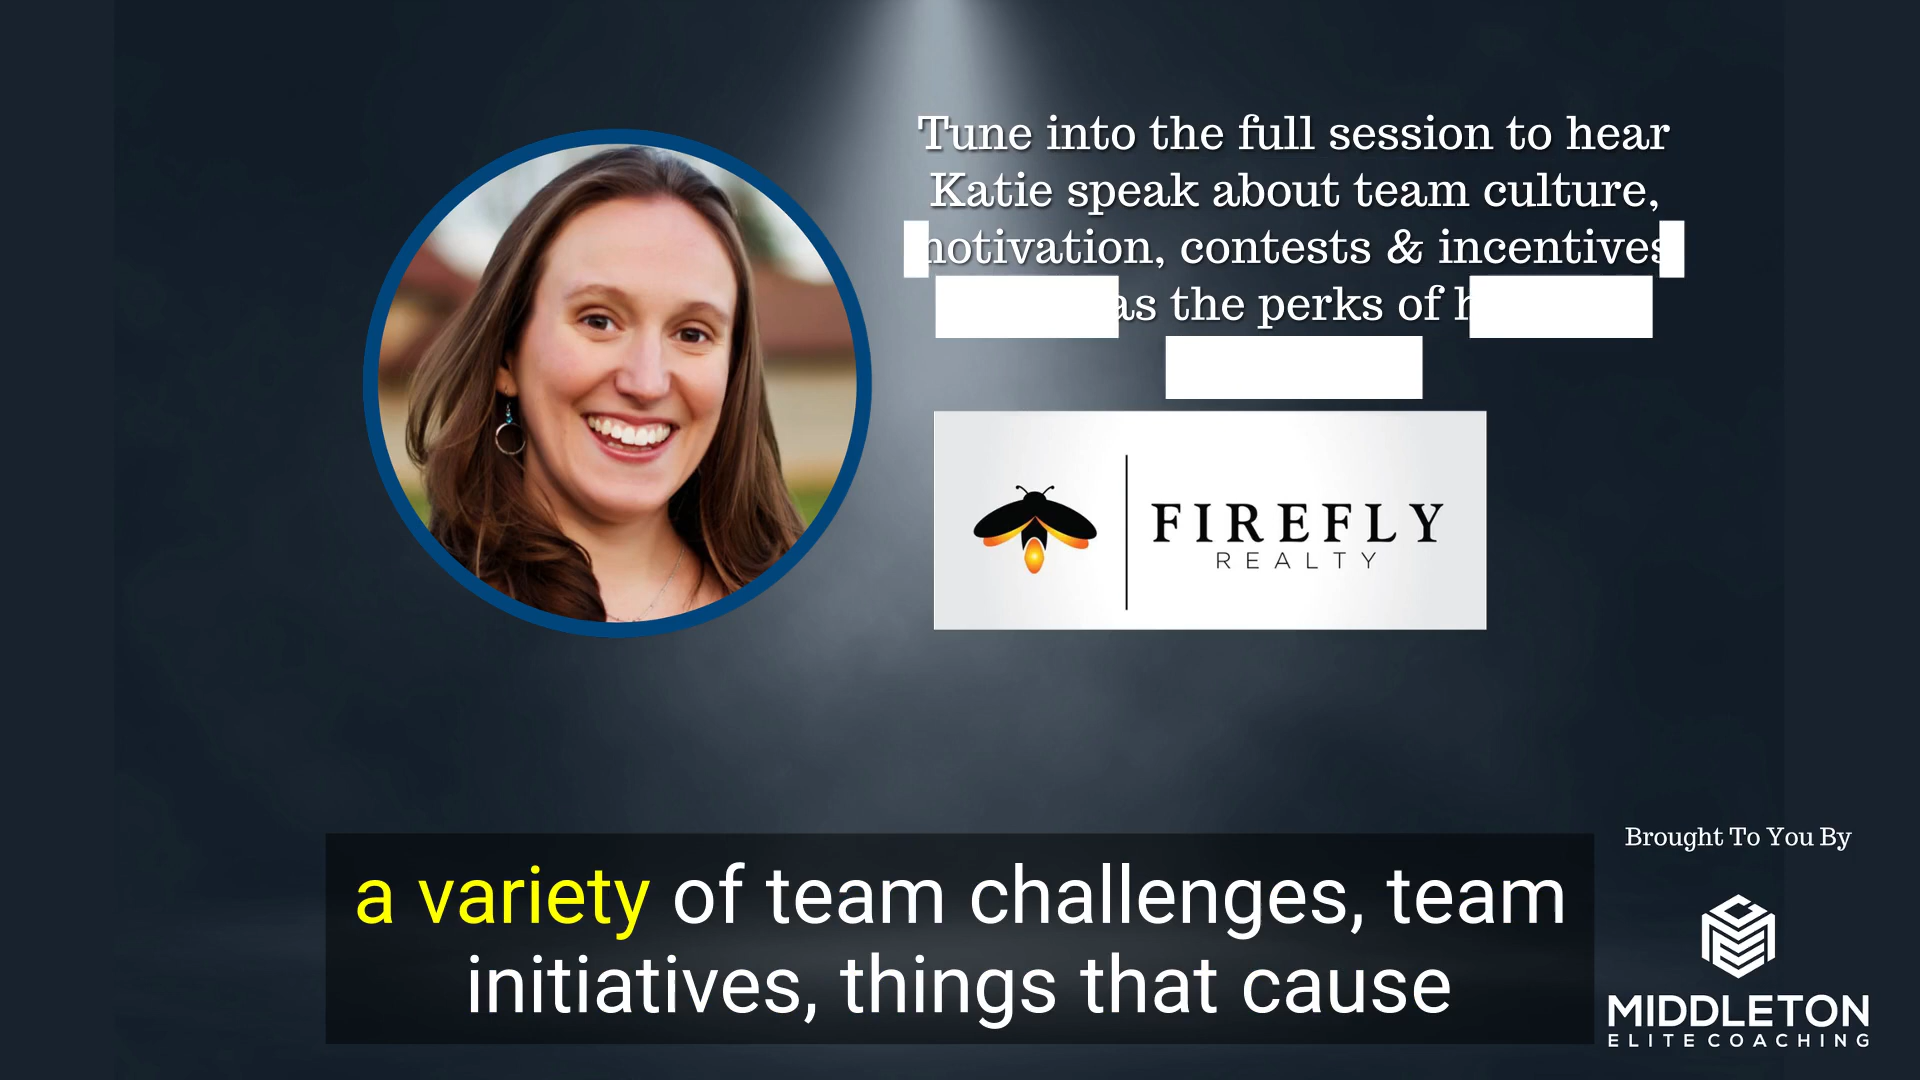 Tune into the full session to hear
Katie speak about team culture,
contests & incentives
as the perks of
FIREFLY
REALTY
a variety of team challenges, team
initiatives, things that cause
Brought To You By
MIDDLETON
ELITE COACHING